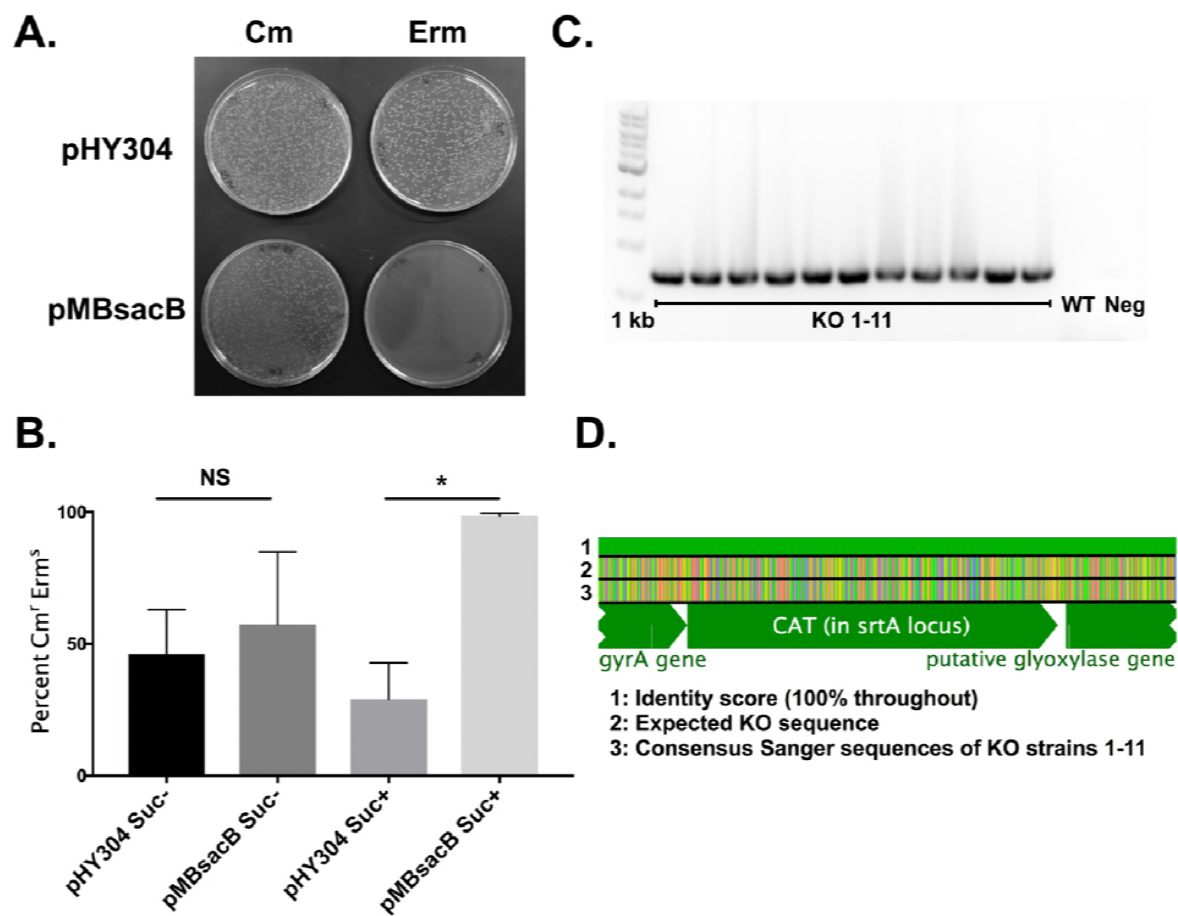 A.
Cm Erm
pHY304
pMBsacB
C.
1 kb KO 1-11 WT Neg
B.
NS
*
100
50
0
Percent Cmʳ Ermˢ
pHY304 Suc-
pMBsacB Suc-
pHY304 Suc+
pMBsacB Suc+
D.
1
2
3
CAT (in srtA locus)
gyrA gene putative glyoxylase gene
1: Identity score (100% throughout)
2: Expected KO sequence
3: Consensus Sanger sequences of KO strains 1-11